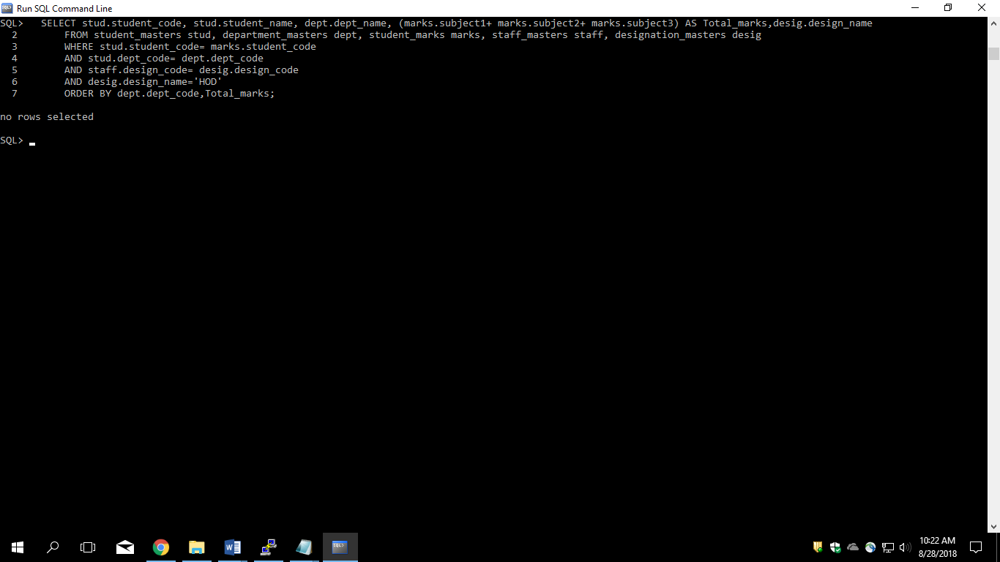 Run SQL Command Line
SQL>   SELECT stud.student_code, stud.student_name, dept.dept_name, (marks.subject1+ marks.subject2+ marks.subject3) AS Total_marks,desig.design_name
  2        FROM student_masters stud, department_masters dept, student_marks marks, staff_masters staff, designation_masters desig
  3        WHERE stud.student_code= marks.student_code
  4        AND stud.dept_code= dept.dept_code
  5        AND staff.design_code= desig.design_code
  6        AND desig.design_name='HOD'
  7        ORDER BY dept.dept_code,Total_marks;
no rows selected
SQL>
10:22 AM
8/28/2018